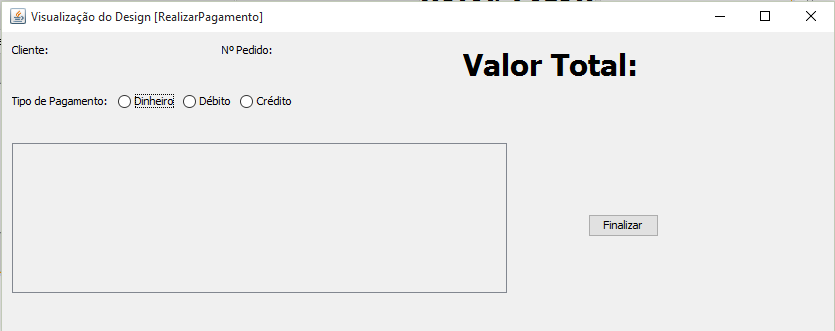 Visualização do Design [RealizarPagamento]
Cliente: Nº Pedido:
Valor Total:
Tipo de Pagamento: Dinheiro Débito Crédito
Finalizar